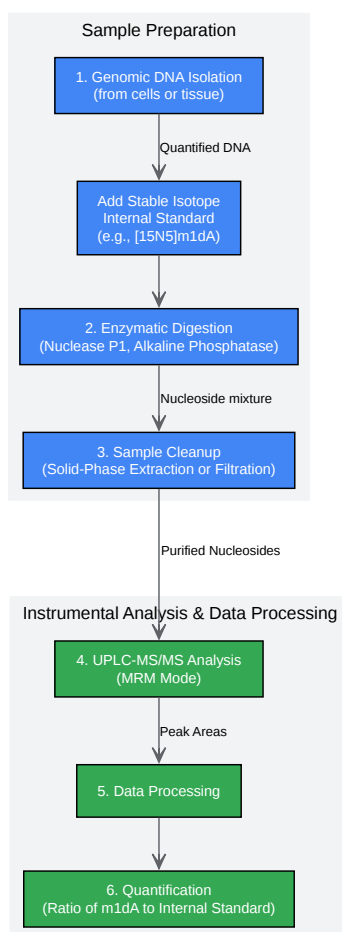 Sample Preparation
1. Genomic DNA Isolation
(from cells or tissue)
Quantified DNA
Add Stable Isotope
Internal Standard
(e.g., [15N5]m1dA)
2. Enzymatic Digestion
(Nuclease P1, Alkaline Phosphatase)
Nucleoside mixture
3. Sample Cleanup
(Solid-Phase Extraction or Filtration)
Purified Nucleosides
Instrumental Analysis & Data Processing
4. UPLC-MS/MS Analysis
(MRM Mode)
Peak Areas
5. Data Processing
6. Quantification
(Ratio of m1dA to Internal Standard)